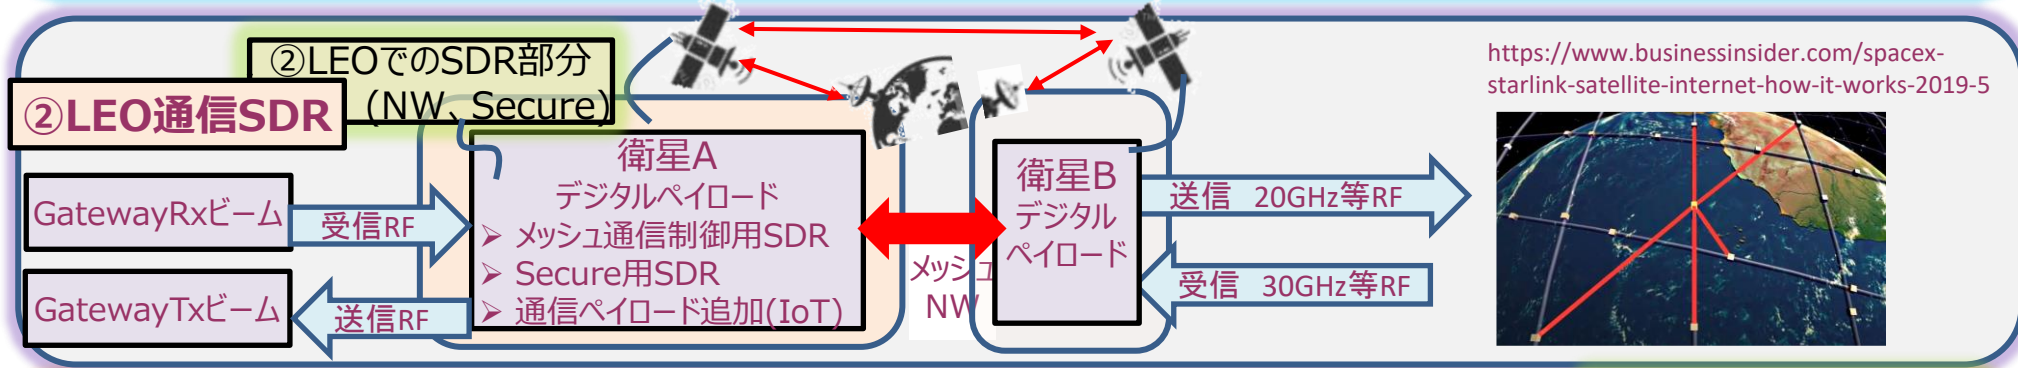 ②LEOでのSDR部分
(NW、Secure)
②LEO通信SDR
GatewayRxビーム
受信RF
GatewayTxビーム
送信RF
衛星A
デジタルペイロード
➢ メッシュ通信制御用SDR
➢ Secure用SDR
➢ 通信ペイロード追加(IoT)
メッシュ
NW
衛星B
デジタル
ペイロード
送信 20GHz等RF
受信 30GHz等RF
https://www.businessinsider.com/spacex-
starlink-satellite-internet-how-it-works-2019-5